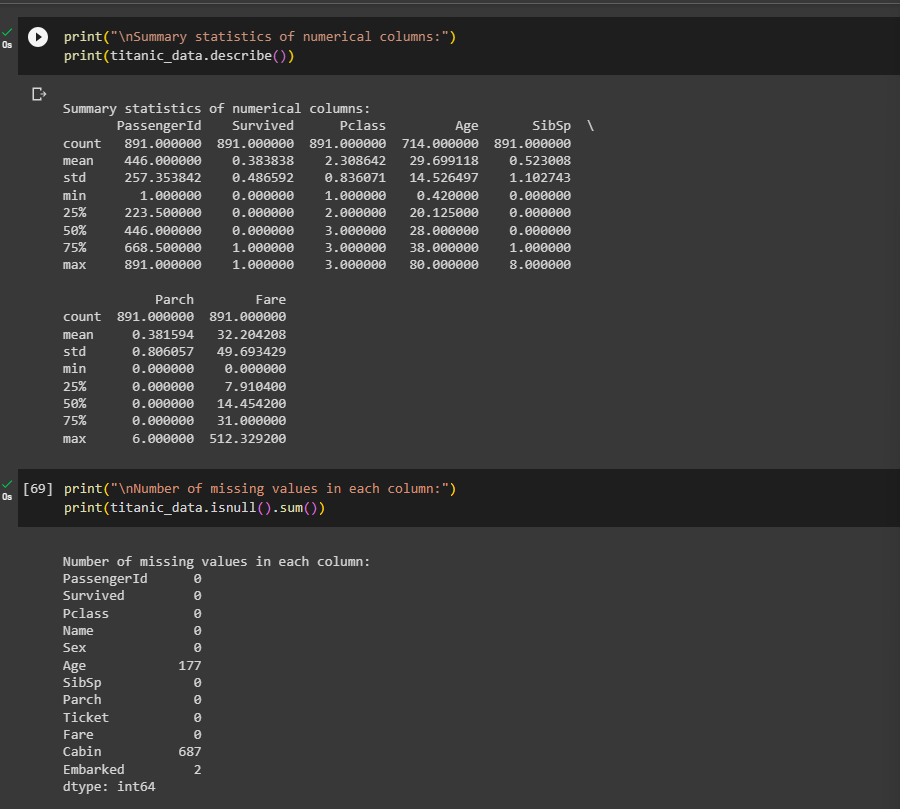 0s
print("\nSummary statistics of numerical columns:")
print(titanic_data.describe())
Summary statistics of numerical columns:
       PassengerId    Survived      Pclass         Age       SibSp  \
count   891.000000  891.000000  891.000000  714.000000  891.000000
mean    446.000000    0.383838    2.308642   29.699118    0.523008
std     257.353842    0.486592    0.836071   14.526497    1.102743
min       1.000000    0.000000    1.000000    0.420000    0.000000
25%     223.500000    0.000000    2.000000   20.125000    0.000000
50%     446.000000    0.000000    3.000000   28.000000    0.000000
75%     668.500000    1.000000    3.000000   38.000000    1.000000
max     891.000000    1.000000    3.000000   80.000000    8.000000
            Parch        Fare
count  891.000000  891.000000
mean     0.381594   32.204208
std      0.806057   49.693429
min      0.000000    0.000000
25%      0.000000    7.910400
50%      0.000000   14.454200
75%      0.000000   31.000000
max      6.000000  512.329200
0s
[69] print("\nNumber of missing values in each column:")
print(titanic_data.isnull().sum())
Number of missing values in each column:
PassengerId      0
Survived         0
Pclass           0
Name             0
Sex              0
Age            177
SibSp            0
Parch            0
Ticket           0
Fare             0
Cabin          687
Embarked         2
dtype: int64